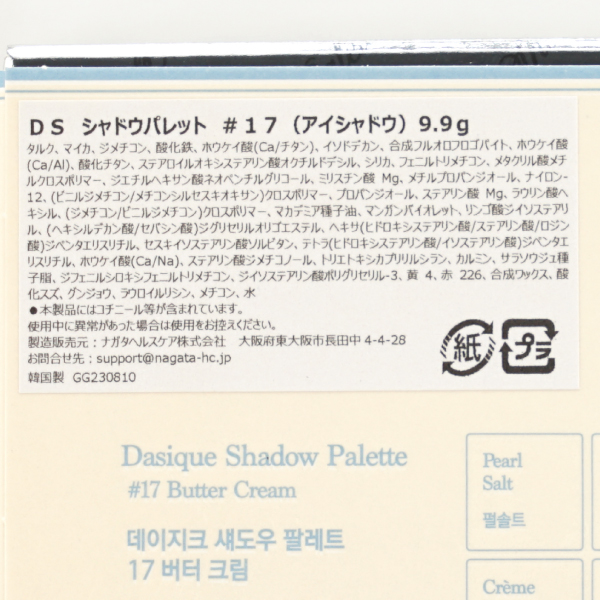 DS シャドウパレット #17 (アイシャドウ) 9.9g
タルク、マイカ、ジメチコン、酸化鉄、ホウケイ酸(Ca/チタン)、イソドデカン、合成フルオロフロゴパイト、ホウケイ酸
(Ca/Al)、酸化チタン、ステアロイルオキシステアリン酸オクチルドデシル、シリカ、フェニルトリメチコン、メタクリル酸メチ
ルクロスポリマー、ジエチルヘキサン酸ネオペンチルグリコール、ミリスチン酸 Mg、メチルプロパンジオール、ナイロン-
12、(ビニルジメチコン/メチコンシルセスキオキサン)クロスポリマー、プロパンジオール、ステアリン酸 Mg、ラウリン酸ヘ
キシル、(ジメチコン/ビニルジメチコン)クロスポリマー、マカデミア種子油、マンガンバイオレット、リンゴ酸ジイソステアリ
ル、(ヘキシルデカン酸/セバシン酸)ジグリセリルオリゴエステル、ヘキサ(ヒドロキシステアリン酸/ステアリン酸/ロジン
酸)ジペンタエリスリチル、セスキイソステアリン酸ソルビタン、テトラ(ヒドロキシステアリン酸/イソステアリン酸)ジペンタエ
リスリチル、ホウケイ酸(Ca/Na)、ステアリン酸ジメチコノール、トリエトキシカプリリルシラン、カルミン、サラソウジュ種
子脂、ジフェニルシロキシフェニルトリメチコン、ジイソステアリン酸ポリグリセリル-3、黄 4、赤 226、合成ワックス、酸
化スズ、グンジョウ、ラウロイルリシン、メチコン、水
●本製品にはコチニール等が含まれています。
使用中に異常があった場合は使用をお控えください。
製造販売元:ナガタヘルスケア株式会社 大阪府東大阪市長田中 4-4-28
お問合せ先:support@nagata-hc.jp
韓国製 GG230810
紙 プラ
Dasique Shadow Palette
#17 Butter Cream
데이지크 섀도우 팔레트
17 버터 크림
Pearl
Salt
펄솔트
Crème